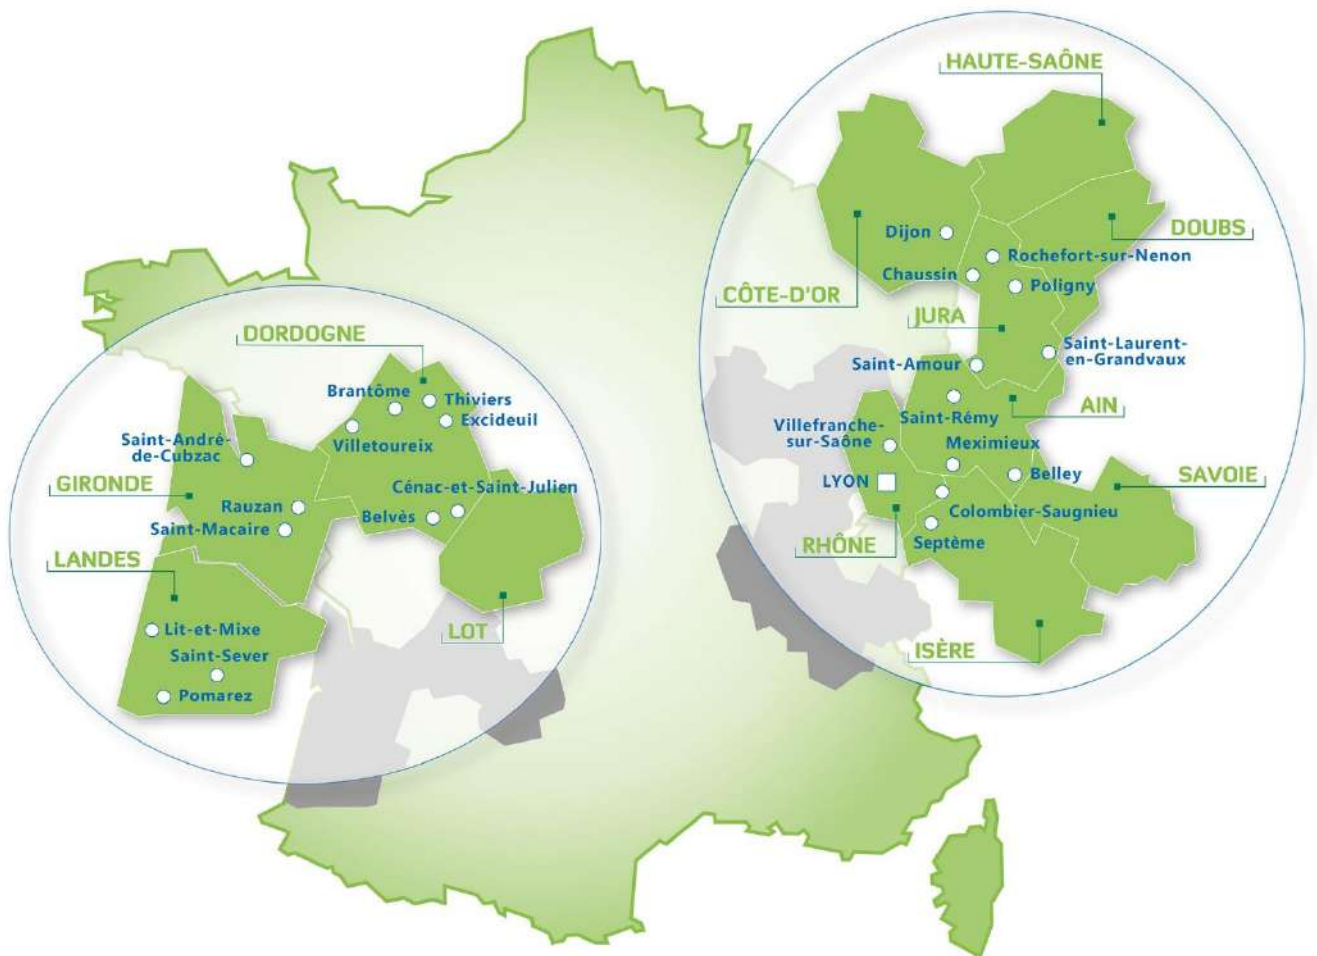 HAUTE-SAÔNE
DOUBS
Dijon
Rochefort-sur-Nenon
Chaussin
Poligny
CÔTE-D'OR
JURA
Saint-Laurent-
en-Grandvaux
Saint-Amour
AIN
Saint-Rémy
Villefranche-
sur-Saône
Meximieux
LYON
Belley
SAVOIE
Colombier-Saugnieu
RHÔNE
Septème
ISÈRE
DORDOGNE
Brantôme
Thiviers
Excideuil
Villetoureix
Saint-André-
de-Cubzac
GIRONDE
Cénac-et-Saint-Julien
Rauzan
Belvès
Saint-Macaire
LANDES
Lit-et-Mixe
LOT
Saint-Sever
Pomarez